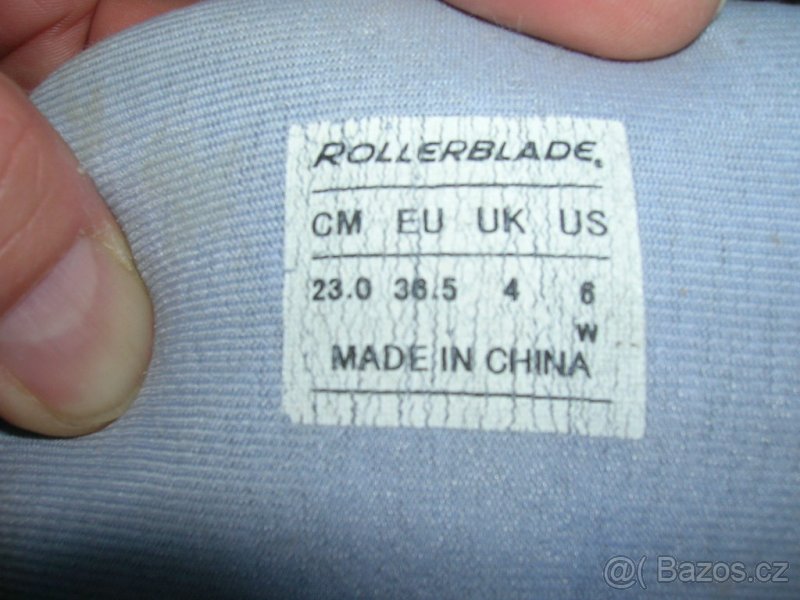 ROLLERBLADE®
CM EU UK US
23.0 36.5 4 6
W
MADE IN CHINA
@( Bazos.cz